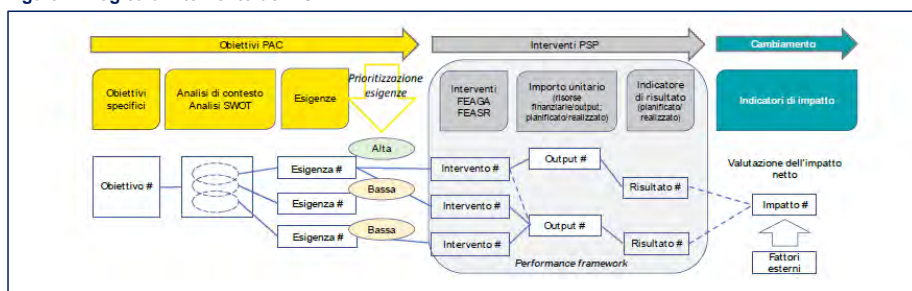 Obiettivi PAC
Interventi PSP
Cambiamento
Obiettivi
specifici
Analisi di contesto
Analisi SWOT
Esigenze
Prioritizzazione
esigenze
Interventi
FEAGA
FEASR
Importo unitario
(risorse
finanziarie/output;
pianificato/realizzato)
Indicatore
di risultato
(pianificato/
realizzato)
Indicatori di impatto
Alta
Obiettivo #
Esigenza #
Bassa
Esigenza #
Bassa
Esigenza #
Intervento #
Intervento #
Intervento #
Output #
Output #
Risultato #
Risultato #
Performance framework
Valutazione dell'impatto
netto
Impatto #
Fattori
esterni